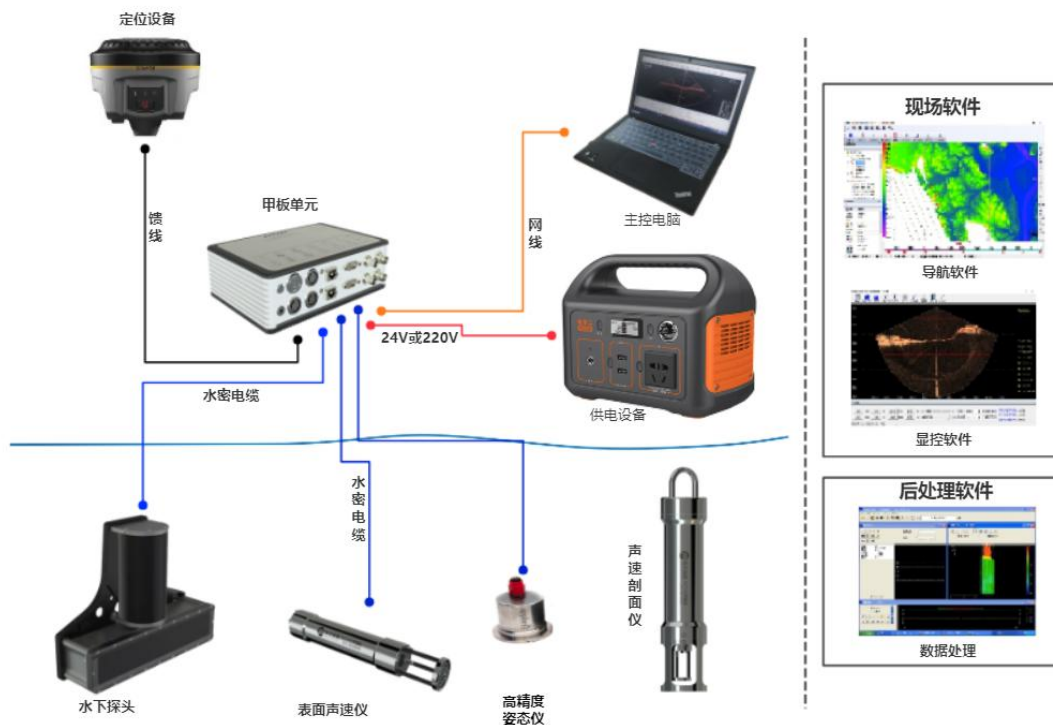 定位设备
馈线
甲板单元
网线
主控电脑
24V或220V
供电设备
水密电缆
水密电缆
声速剖面仪
水下探头
表面声速仪
高精度
姿态仪
现场软件
导航软件
显控软件
后处理软件
数据处理